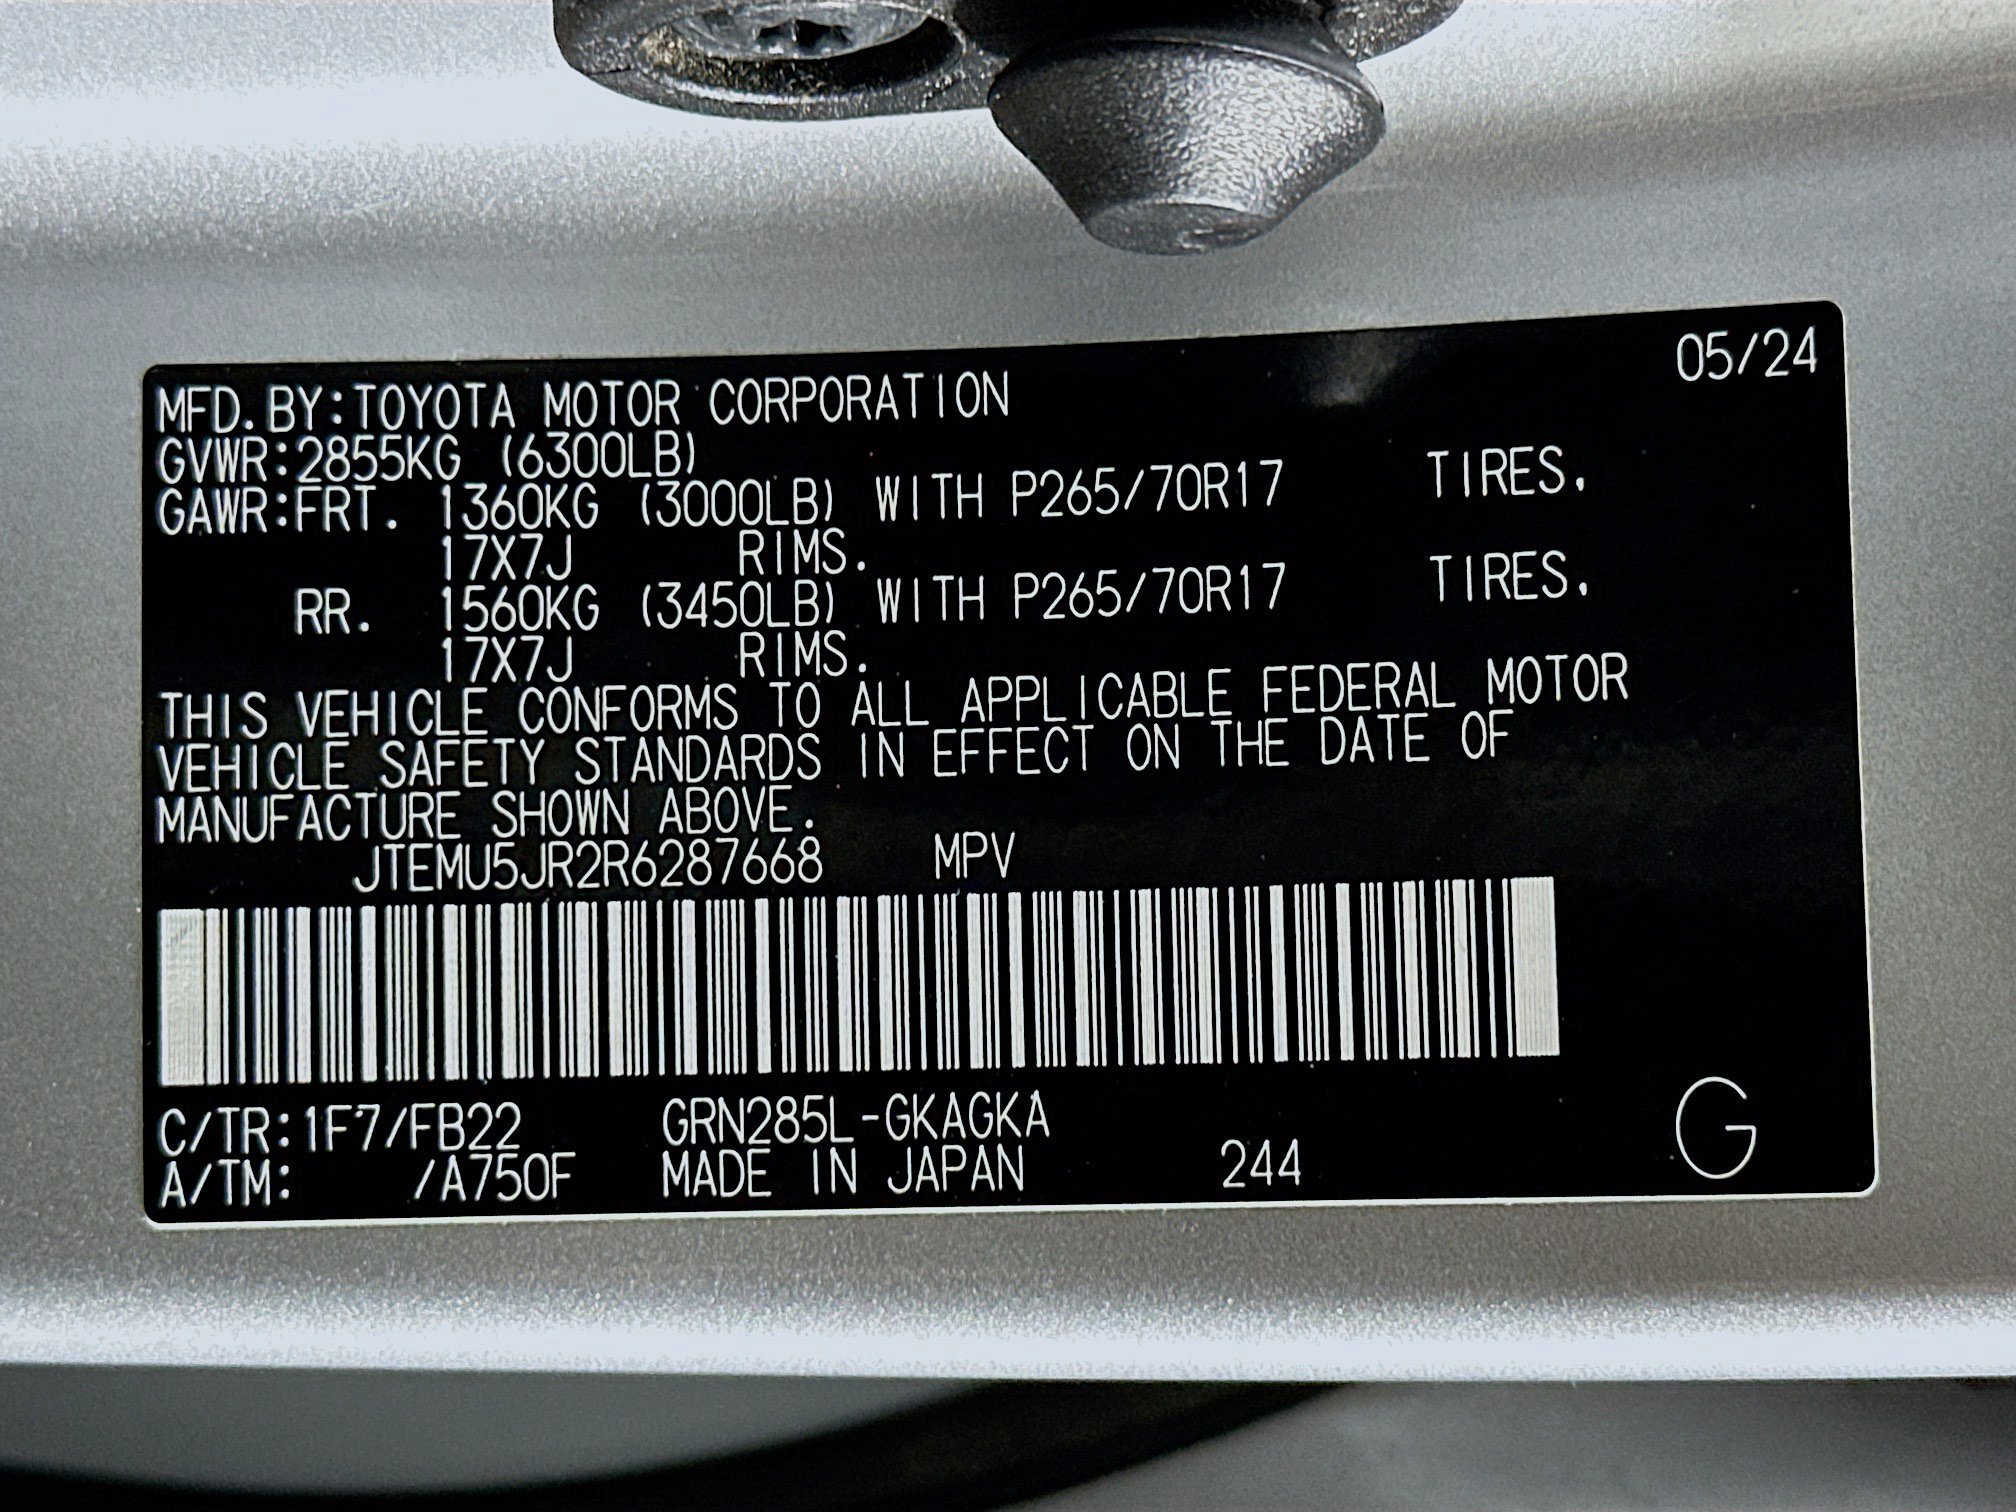 05/24
MFD.BY:TOYOTA MOTOR CORPORATION
GVWR:2855KG (6300LB)
GAWR:FRT. 1360KG (3000LB) WITH P265/70R17 TIRES.
17X7J RIMS.
RR. 1560KG (3450LB) WITH P265/70R17 TIRES.
17X7J RIMS.
THIS VEHICLE CONFORMS TO ALL APPLICABLE FEDERAL MOTOR
VEHICLE SAFETY STANDARDS IN EFFECT ON THE DATE OF
MANUFACTURE SHOWN ABOVE.
JTEMU5JR2R6287668 MPV
C/TR:1F7/FB22 GRN285L-GKAGKA
A/TM: /A750F MADE IN JAPAN 244
G